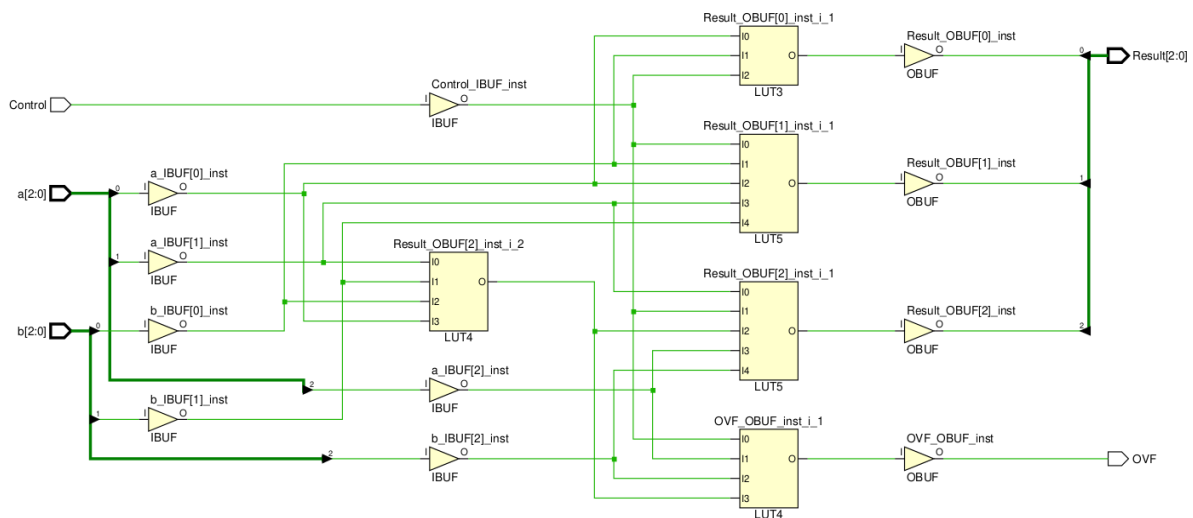 Result_OBUF[0]_inst_i_1
I0
I1 O
I2
LUT3
Result_OBUF[0]_inst
I O
OBUF
0
Result[2:0]
Control
Control_IBUF_inst
I O
IBUF
Result_OBUF[1]_inst_i_1
I0
I1
I2 O
I3
I4
LUT5
Result_OBUF[1]_inst
I O
OBUF
1
a[2:0]
0
a_IBUF[0]_inst
I O
IBUF
1
a_IBUF[1]_inst
I O
IBUF
Result_OBUF[2]_inst_i_2
I0
I1 O
I2
I3
LUT4
Result_OBUF[2]_inst_i_1
I0
I1
I2 O
I3
I4
LUT5
Result_OBUF[2]_inst
I O
OBUF
2
b[2:0]
0
b_IBUF[0]_inst
I O
IBUF
2
a_IBUF[2]_inst
I O
IBUF
1
b_IBUF[1]_inst
I O
IBUF
2
b_IBUF[2]_inst
I O
IBUF
OVF_OBUF_inst_i_1
I0
I1 O
I2
I3
LUT4
OVF_OBUF_inst
I O
OBUF
OVF